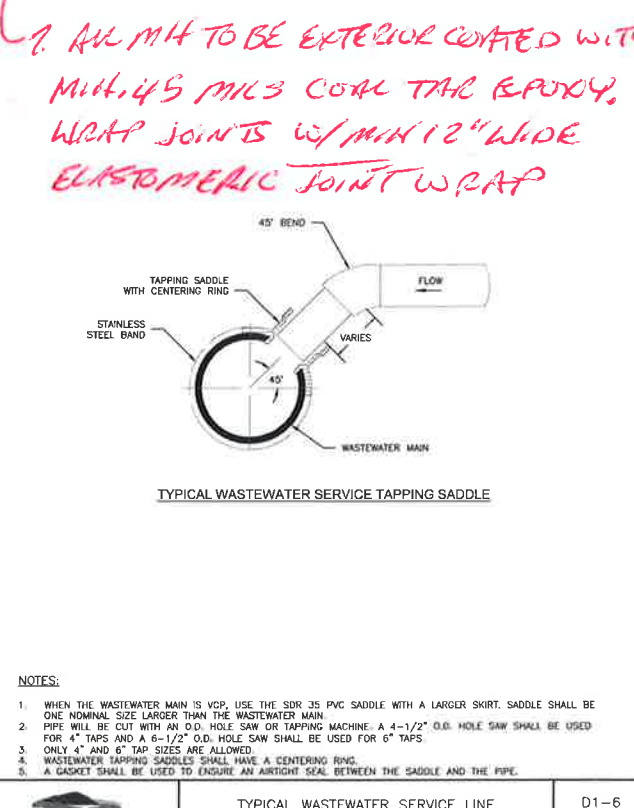 7. ALL MH TO BE EXTERIOR COATED WIT
MIN. 45 MILS COAL TAR EPOXY.
WRAP JOINTS W/ MIN 12" WIDE
ELASTOMERIC JOINT WRAP
45° BEND
TAPPING SADDLE
WITH CENTERING RING
FLOW
STAINLESS
STEEL BAND
VARIES
45°
WASTEWATER MAIN
TYPICAL WASTEWATER SERVICE TAPPING SADDLE
NOTES:
1. WHEN THE WASTEWATER MAIN IS VCP, USE THE SDR 35 PVC SADDLE WITH A LARGER SKIRT. SADDLE SHALL BE
ONE NOMINAL SIZE LARGER THAN THE WASTEWATER MAIN.
2. PIPE WILL BE CUT WITH AN O.D. HOLE SAW OR TAPPING MACHINE. A 4-1/2" O.D. HOLE SAW SHALL BE USED
FOR 4" TAPS AND A 6-1/2" O.D. HOLE SAW SHALL BE USED FOR 6" TAPS
3. ONLY 4" AND 6" TAP SIZES ARE ALLOWED.
4. WASTEWATER TAPPING SADDLES SHALL HAVE A CENTERING RING.
5. A GASKET SHALL BE USED TO ENSURE AN AIRTIGHT SEAL BETWEEN THE SADDLE AND THE PIPE.
TYPICAL WASTEWATER SERVICE LINE
D1-6